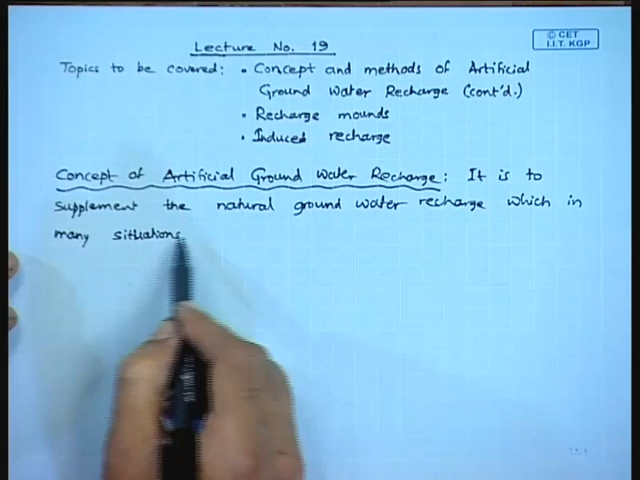 Lecture No. 19
© CET
I.I.T. KGP
Topics to be covered: • Concept and methods of Artificial
Ground Water Recharge (cont'd.)
• Recharge mounds
• Induced recharge
Concept of Artificial Ground Water Recharge: It is to
supplement the natural ground water recharge which in
many situations